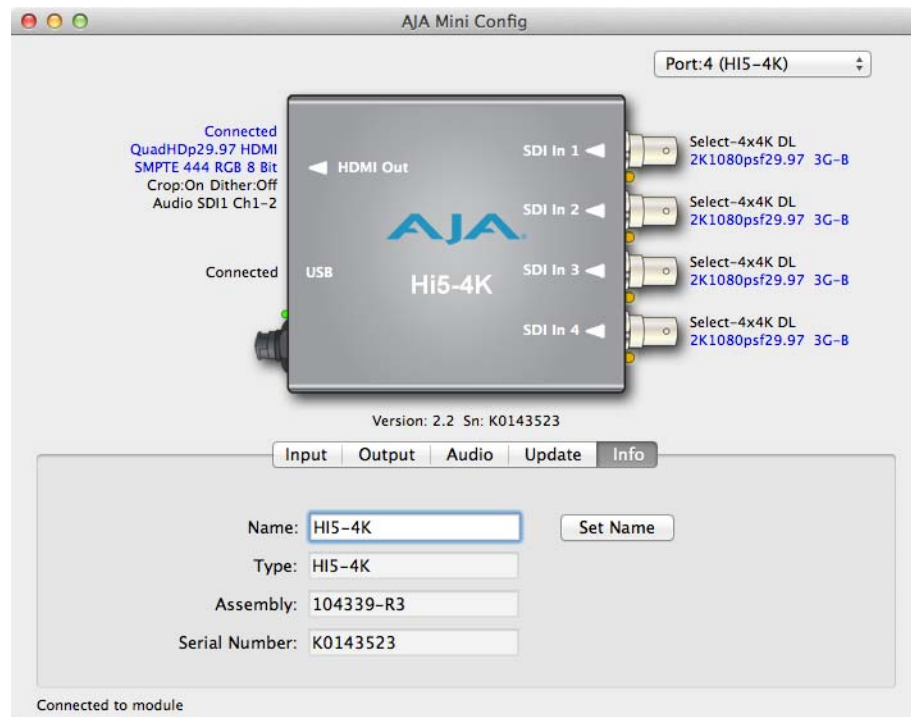 AJA Mini Config
Port:4 (HI5-4K)
Connected
QuadHDp29.97 HDMI
SMPTE 444 RGB 8 Bit
Crop:On Dither:Off
Audio SDI1 Ch1-2
Connected
HDMI Out
USB
AJA
Hi5-4K
SDI In 1
SDI In 2
SDI In 3
SDI In 4
Select-4x4K DL
2K1080psf29.97 3G-B
Select-4x4K DL
2K1080psf29.97 3G-B
Select-4x4K DL
2K1080psf29.97 3G-B
Select-4x4K DL
2K1080psf29.97 3G-B
Version: 2.2 Sn: K0143523
Input Output Audio Update Info
Name: HI5-4K Set Name
Type: HI5-4K
Assembly: 104339-R3
Serial Number: K0143523
Connected to module